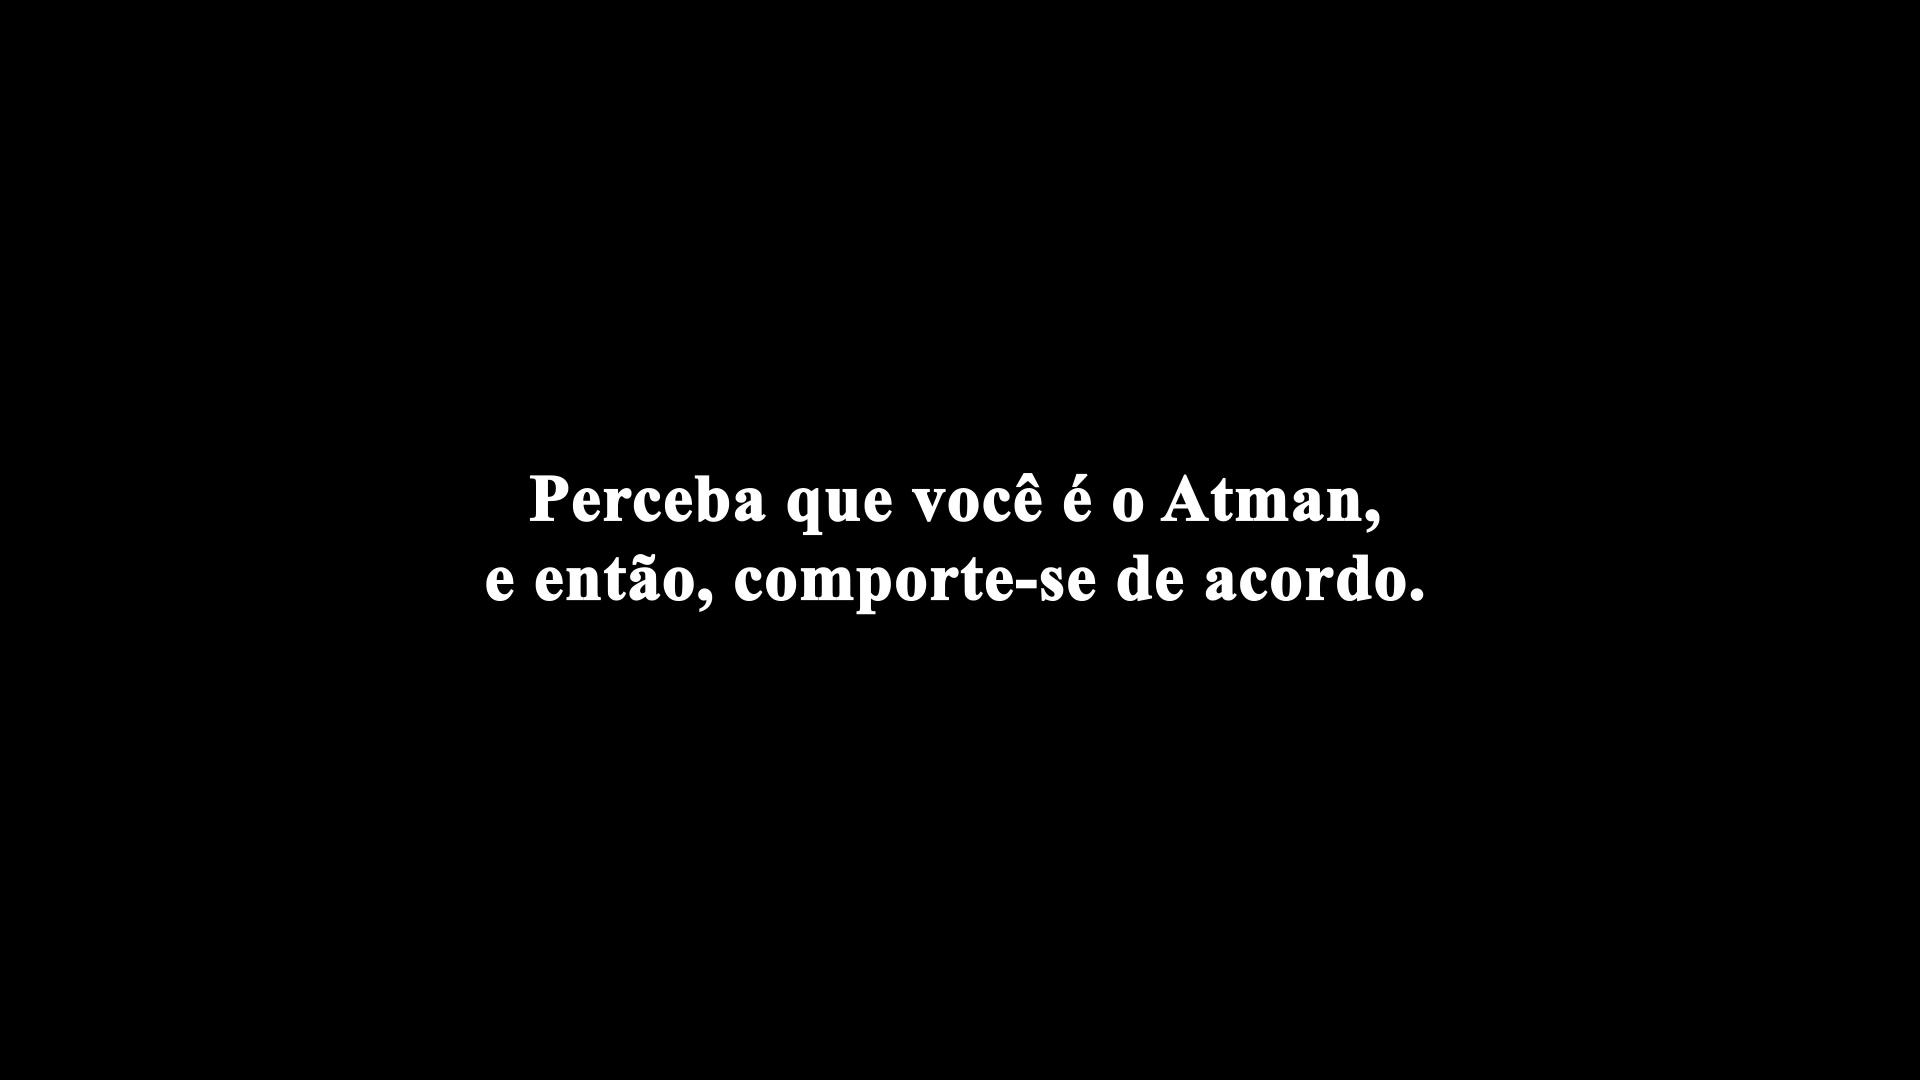 Perceba que você é o Atman,
e então, comporte-se de acordo.